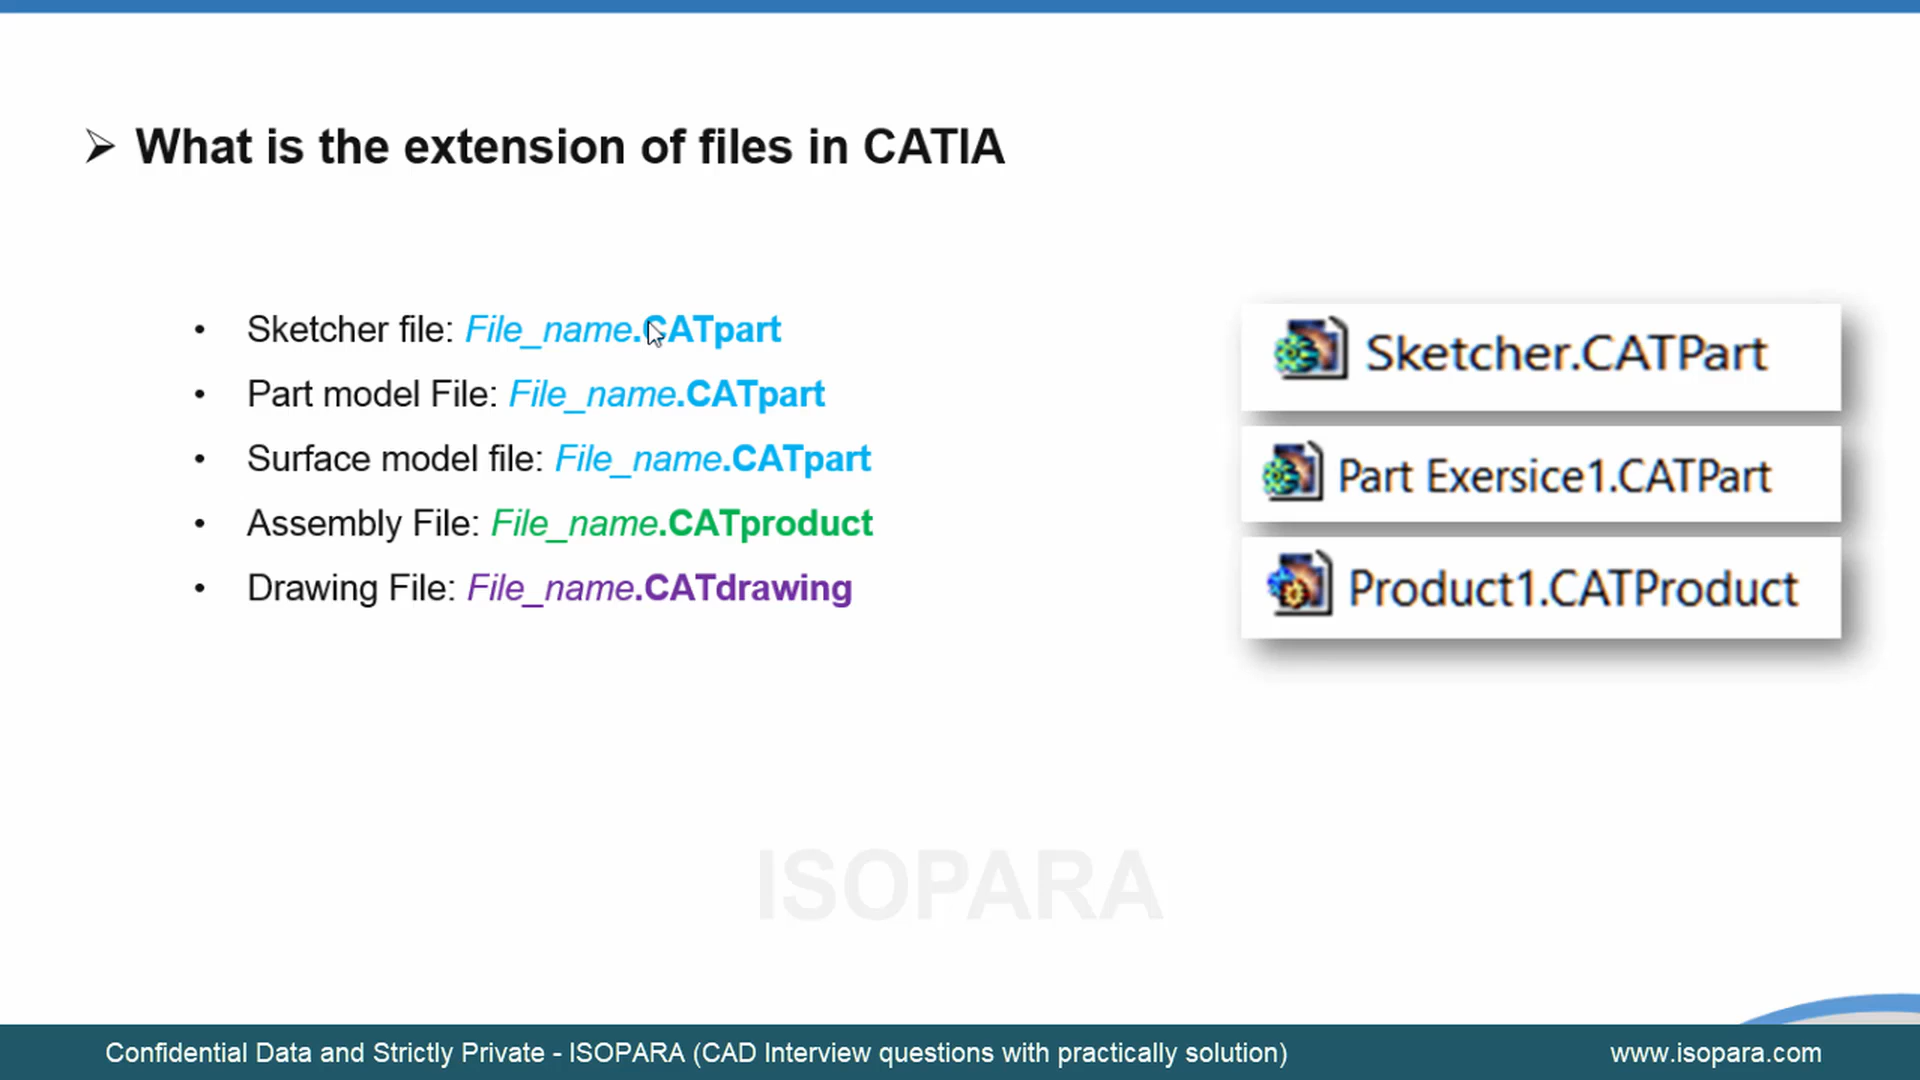 What is the extension of files in CATIA
• Sketcher file: File_name.CATpart
• Part model File: File_name.CATpart
• Surface model file: File_name.CATpart
• Assembly File: File_name.CATproduct
• Drawing File: File_name.CATdrawing
Sketcher.CATPart
Part Exersice1.CATPart
Product1.CATProduct
ISOPARA
Confidential Data and Strictly Private - ISOPARA (CAD Interview questions with practically solution)
www.isopara.com